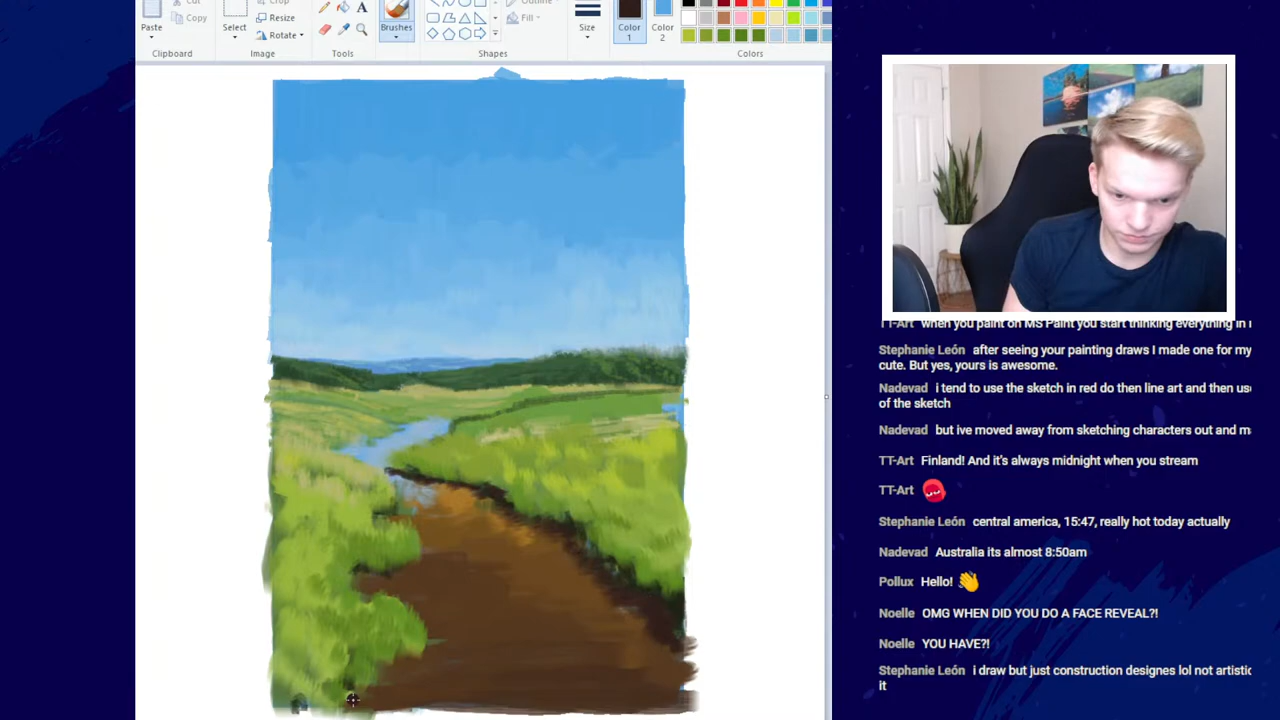 Cut
Copy
Paste
Clipboard
Crop
Resize
Rotate
Select
Image
A
Tools
Brushes
Outline
Fill
Shapes
Size
Color
1
Color
2
Colors
TT-Art when you paint on MS Paint you start thinking everything in
Stephanie León after seeing your painting draws I made one for my
cute. But yes, yours is awesome.
Nadevad i tend to use the sketch in red do then line art and then us
of the sketch
Nadevad but ive moved away from sketching characters out and m
TT-Art Finland! And it's always midnight when you stream
TT-Art
Stephanie León central america, 15:47, really hot today actually
Nadevad Australia its almost 8:50am
Pollux Hello! 👋
Noelle OMG WHEN DID YOU DO A FACE REVEAL?!
Noelle YOU HAVE?!
Stephanie León i draw but just construction designes lol not artistic
it